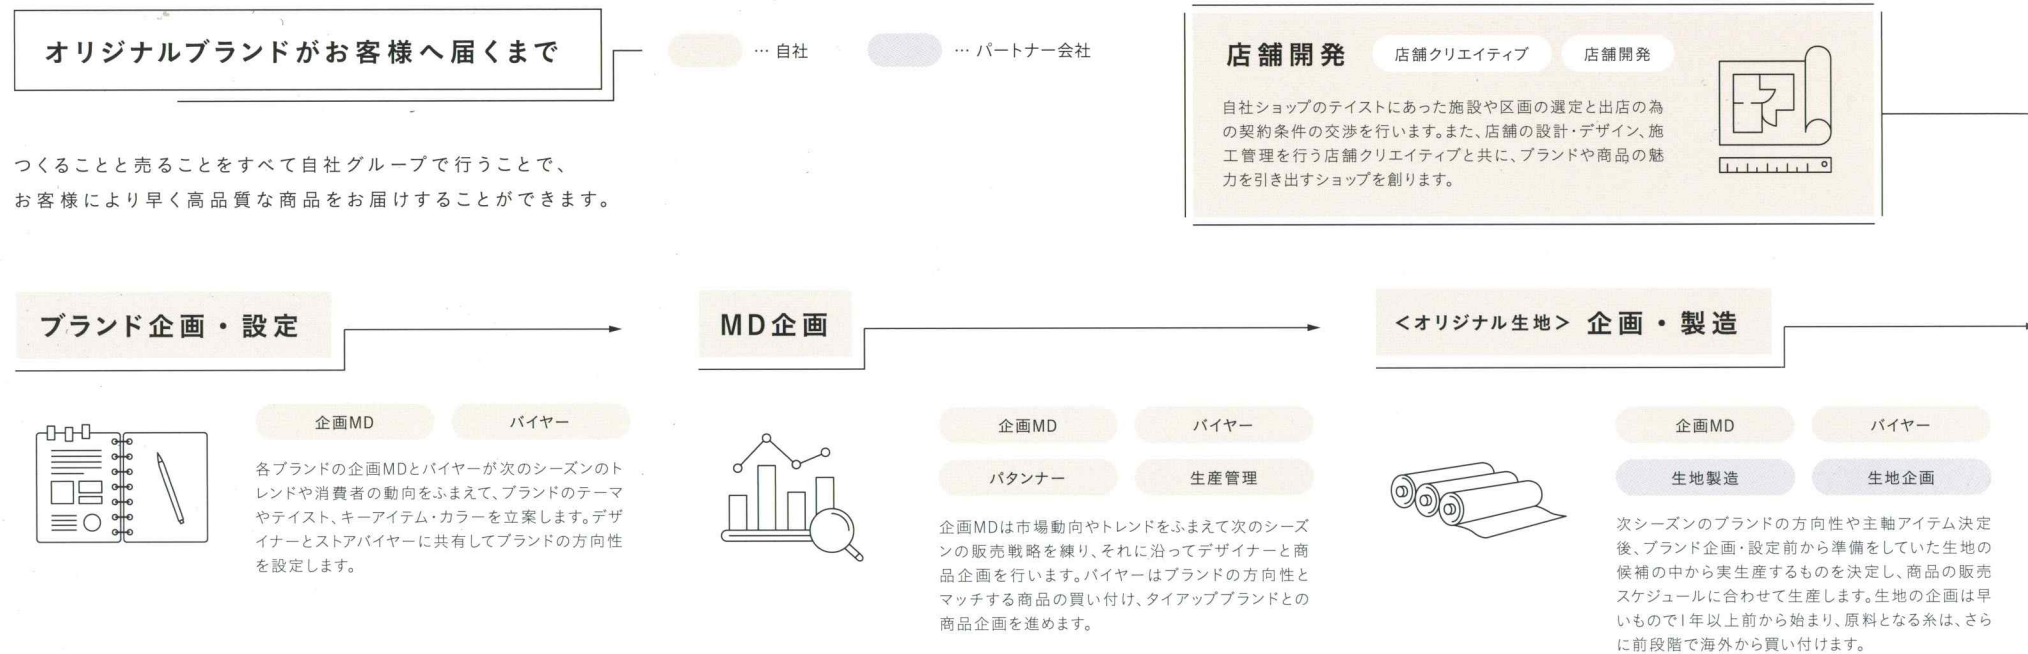 オリジナルブランドがお客様へ届くまで
… 自社
… パートナー会社
つくることと売ることをすべて自社グループで行うことで、
お客様により早く高品質な商品をお届けすることができます。
店舗開発
店舗クリエイティブ
店舗開発
自社ショップのテイストにあった施設や区画の選定と出店の為
の契約条件の交渉を行います。また、店舗の設計・デザイン、施
工管理を行う店舗クリエイティブと共に、ブランドや商品の魅
力を引き出すショップを創ります。
ブランド企画・設定
企画MD
バイヤー
各ブランドの企画MDとバイヤーが次のシーズンのト
レンドや消費者の動向をふまえて、ブランドのテーマ
やテイスト、キーアイテム・カラーを立案します。デザ
イナーとストアバイヤーに共有してブランドの方向性
を設定します。
MD企画
企画MD
バイヤー
パタンナー
生産管理
企画MDは市場動向やトレンドをふまえて次のシーズ
ンの販売戦略を練り、それに沿ってデザイナーと商
品企画を行います。バイヤーはブランドの方向性と
マッチする商品の買い付け、タイアップブランドとの
商品企画を進めます。
<オリジナル生地> 企画・製造
企画MD
バイヤー
生地製造
生地企画
次シーズンのブランドの方向性や主軸アイテム決定
後、ブランド企画・設定前から準備をしていた生地の
候補の中から実生産するものを決定し、商品の販売
スケジュールに合わせて生産します。生地の企画は早
いもので1年以上前から始まり、原料となる糸は、さら
に前段階で海外から買い付けます。